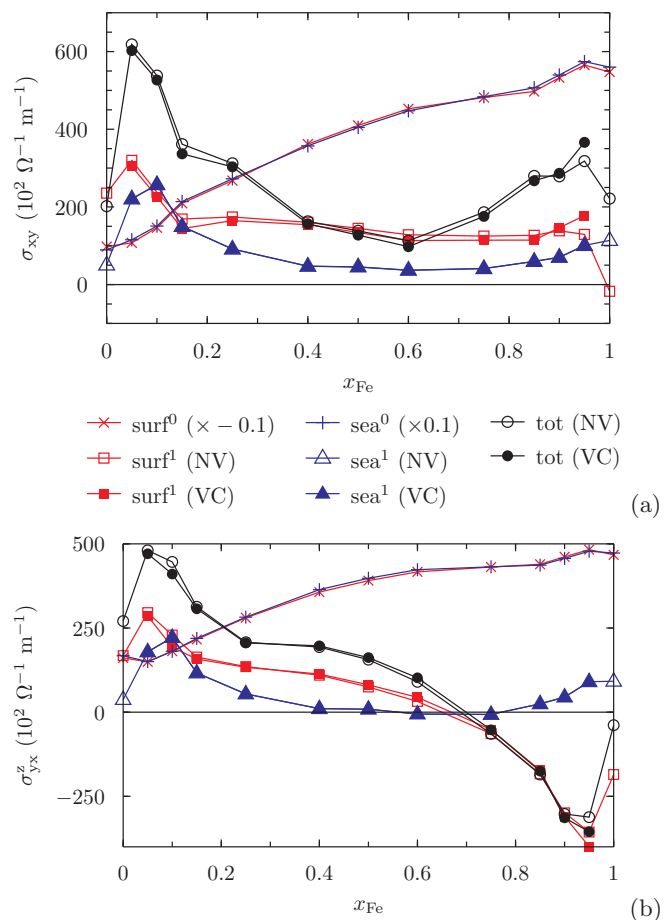 600
400
200
0
σxy (10² Ω⁻¹ m⁻¹)
0 0.2 0.4 0.6 0.8 1
xFe
surf⁰ (× − 0.1) sea⁰ (×0.1) tot (NV)
surf¹ (NV) sea¹ (NV) tot (VC)
surf¹ (VC) sea¹ (VC)
(a)
500
250
0
−250
σᶻyx (10² Ω⁻¹ m⁻¹)
0 0.2 0.4 0.6 0.8 1
xFe
(b)